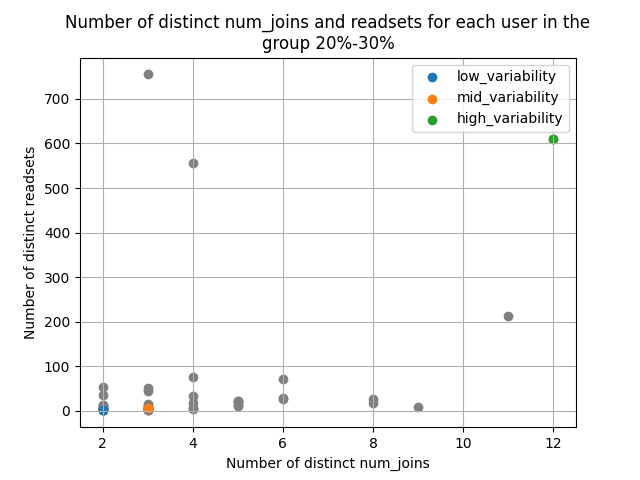 Number of distinct num_joins and readsets for each user in the
group 20%-30%
low_variability
mid_variability
high_variability
Number of distinct readsets
700
600
500
400
300
200
100
0
2
4
6
8
10
12
Number of distinct num_joins